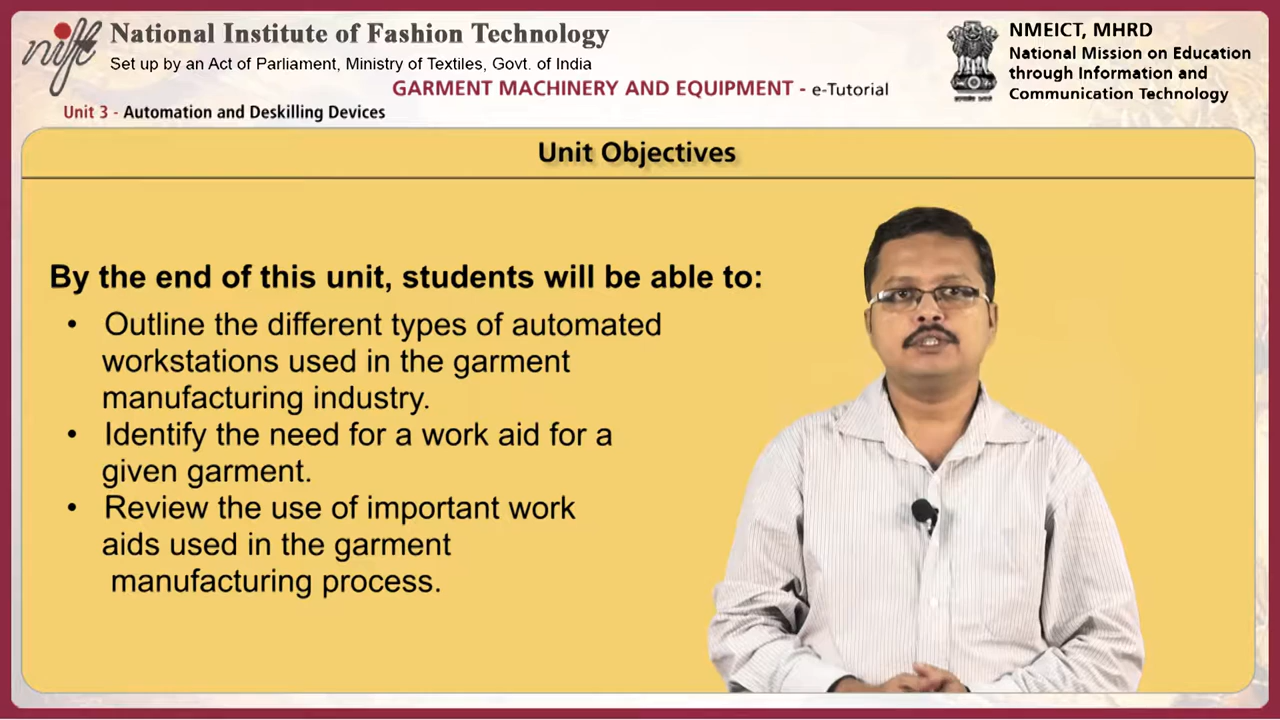 nift
National Institute of Fashion Technology
Set up by an Act of Parliament, Ministry of Textiles, Govt. of India
NMEICT, MHRD
National Mission on Education
through Information and
Communication Technology
GARMENT MACHINERY AND EQUIPMENT - e-Tutorial
Unit 3 - Automation and Deskilling Devices
Unit Objectives
By the end of this unit, students will be able to:
• Outline the different types of automated
workstations used in the garment
manufacturing industry.
• Identify the need for a work aid for a
given garment.
• Review the use of important work
aids used in the garment
manufacturing process.